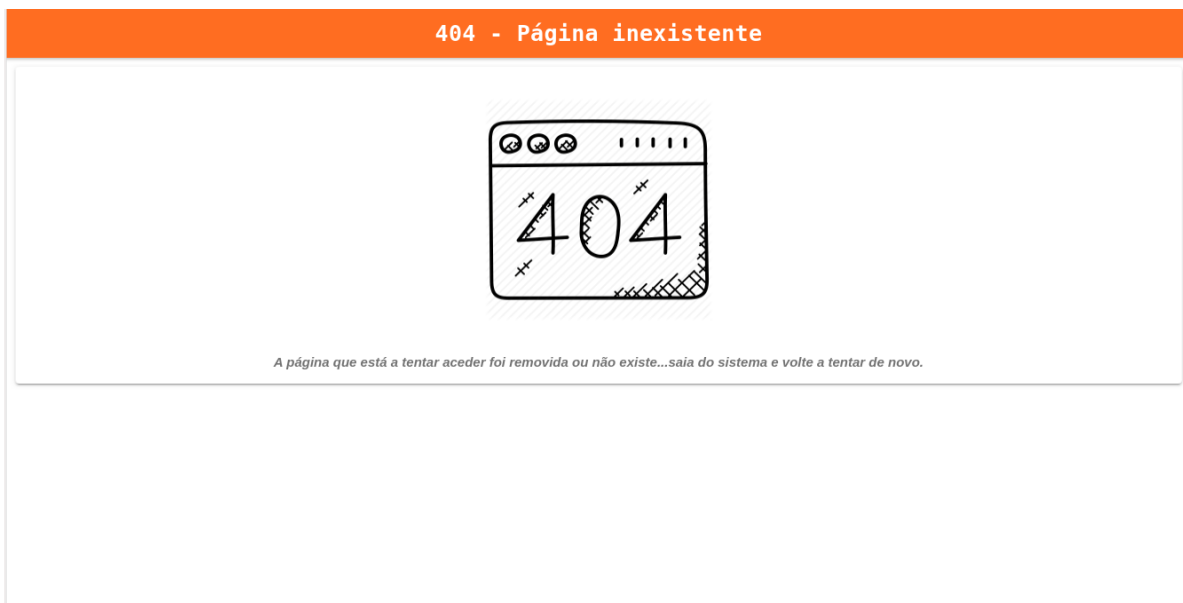 404 - Página inexistente
404
A página que está a tentar aceder foi removida ou não existe...saia do sistema e volte a tentar de novo.